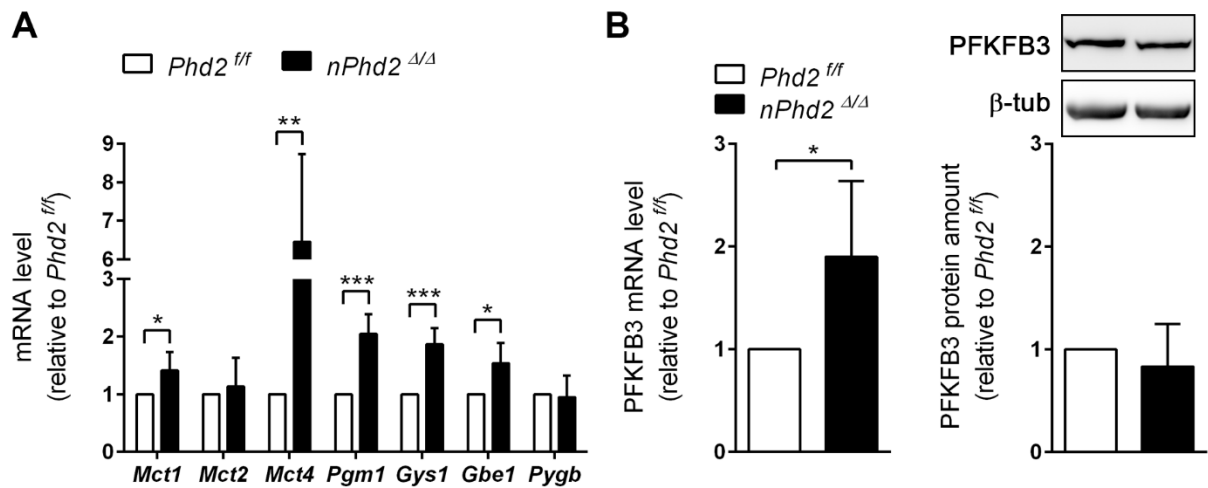 A
Phd2 f/f
nPhd2 Δ/Δ
mRNA level
(relative to Phd2 f/f)
9
8
7
6
3
2
1
0
*
**
***
***
*
Mct1 Mct2 Mct4 Pgm1 Gys1 Gbe1 Pygb
B
Phd2 f/f
nPhd2 Δ/Δ
PFKFB3 mRNA level
(relative to Phd2 f/f)
3
2
1
0
*
PFKFB3
β-tub
PFKFB3 protein amount
(relative to Phd2 f/f)
3
2
1
0